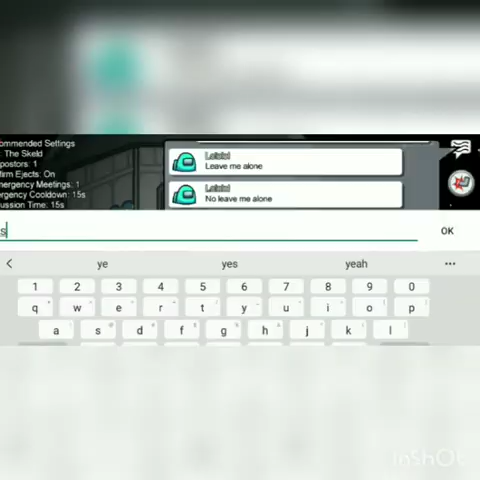 ommended Settings
The Skeld
postors: 1
firm Ejects: On
mergency Meetings: 1
ergency Cooldown: 15s
ussion Time: 15s
Leave me alone
No leave me alone
s
OK
ye yes yeah
1 2 3 4 5 6 7 8 9 0
q w e r t y u i o p
a s d f g h j k l
InShOt